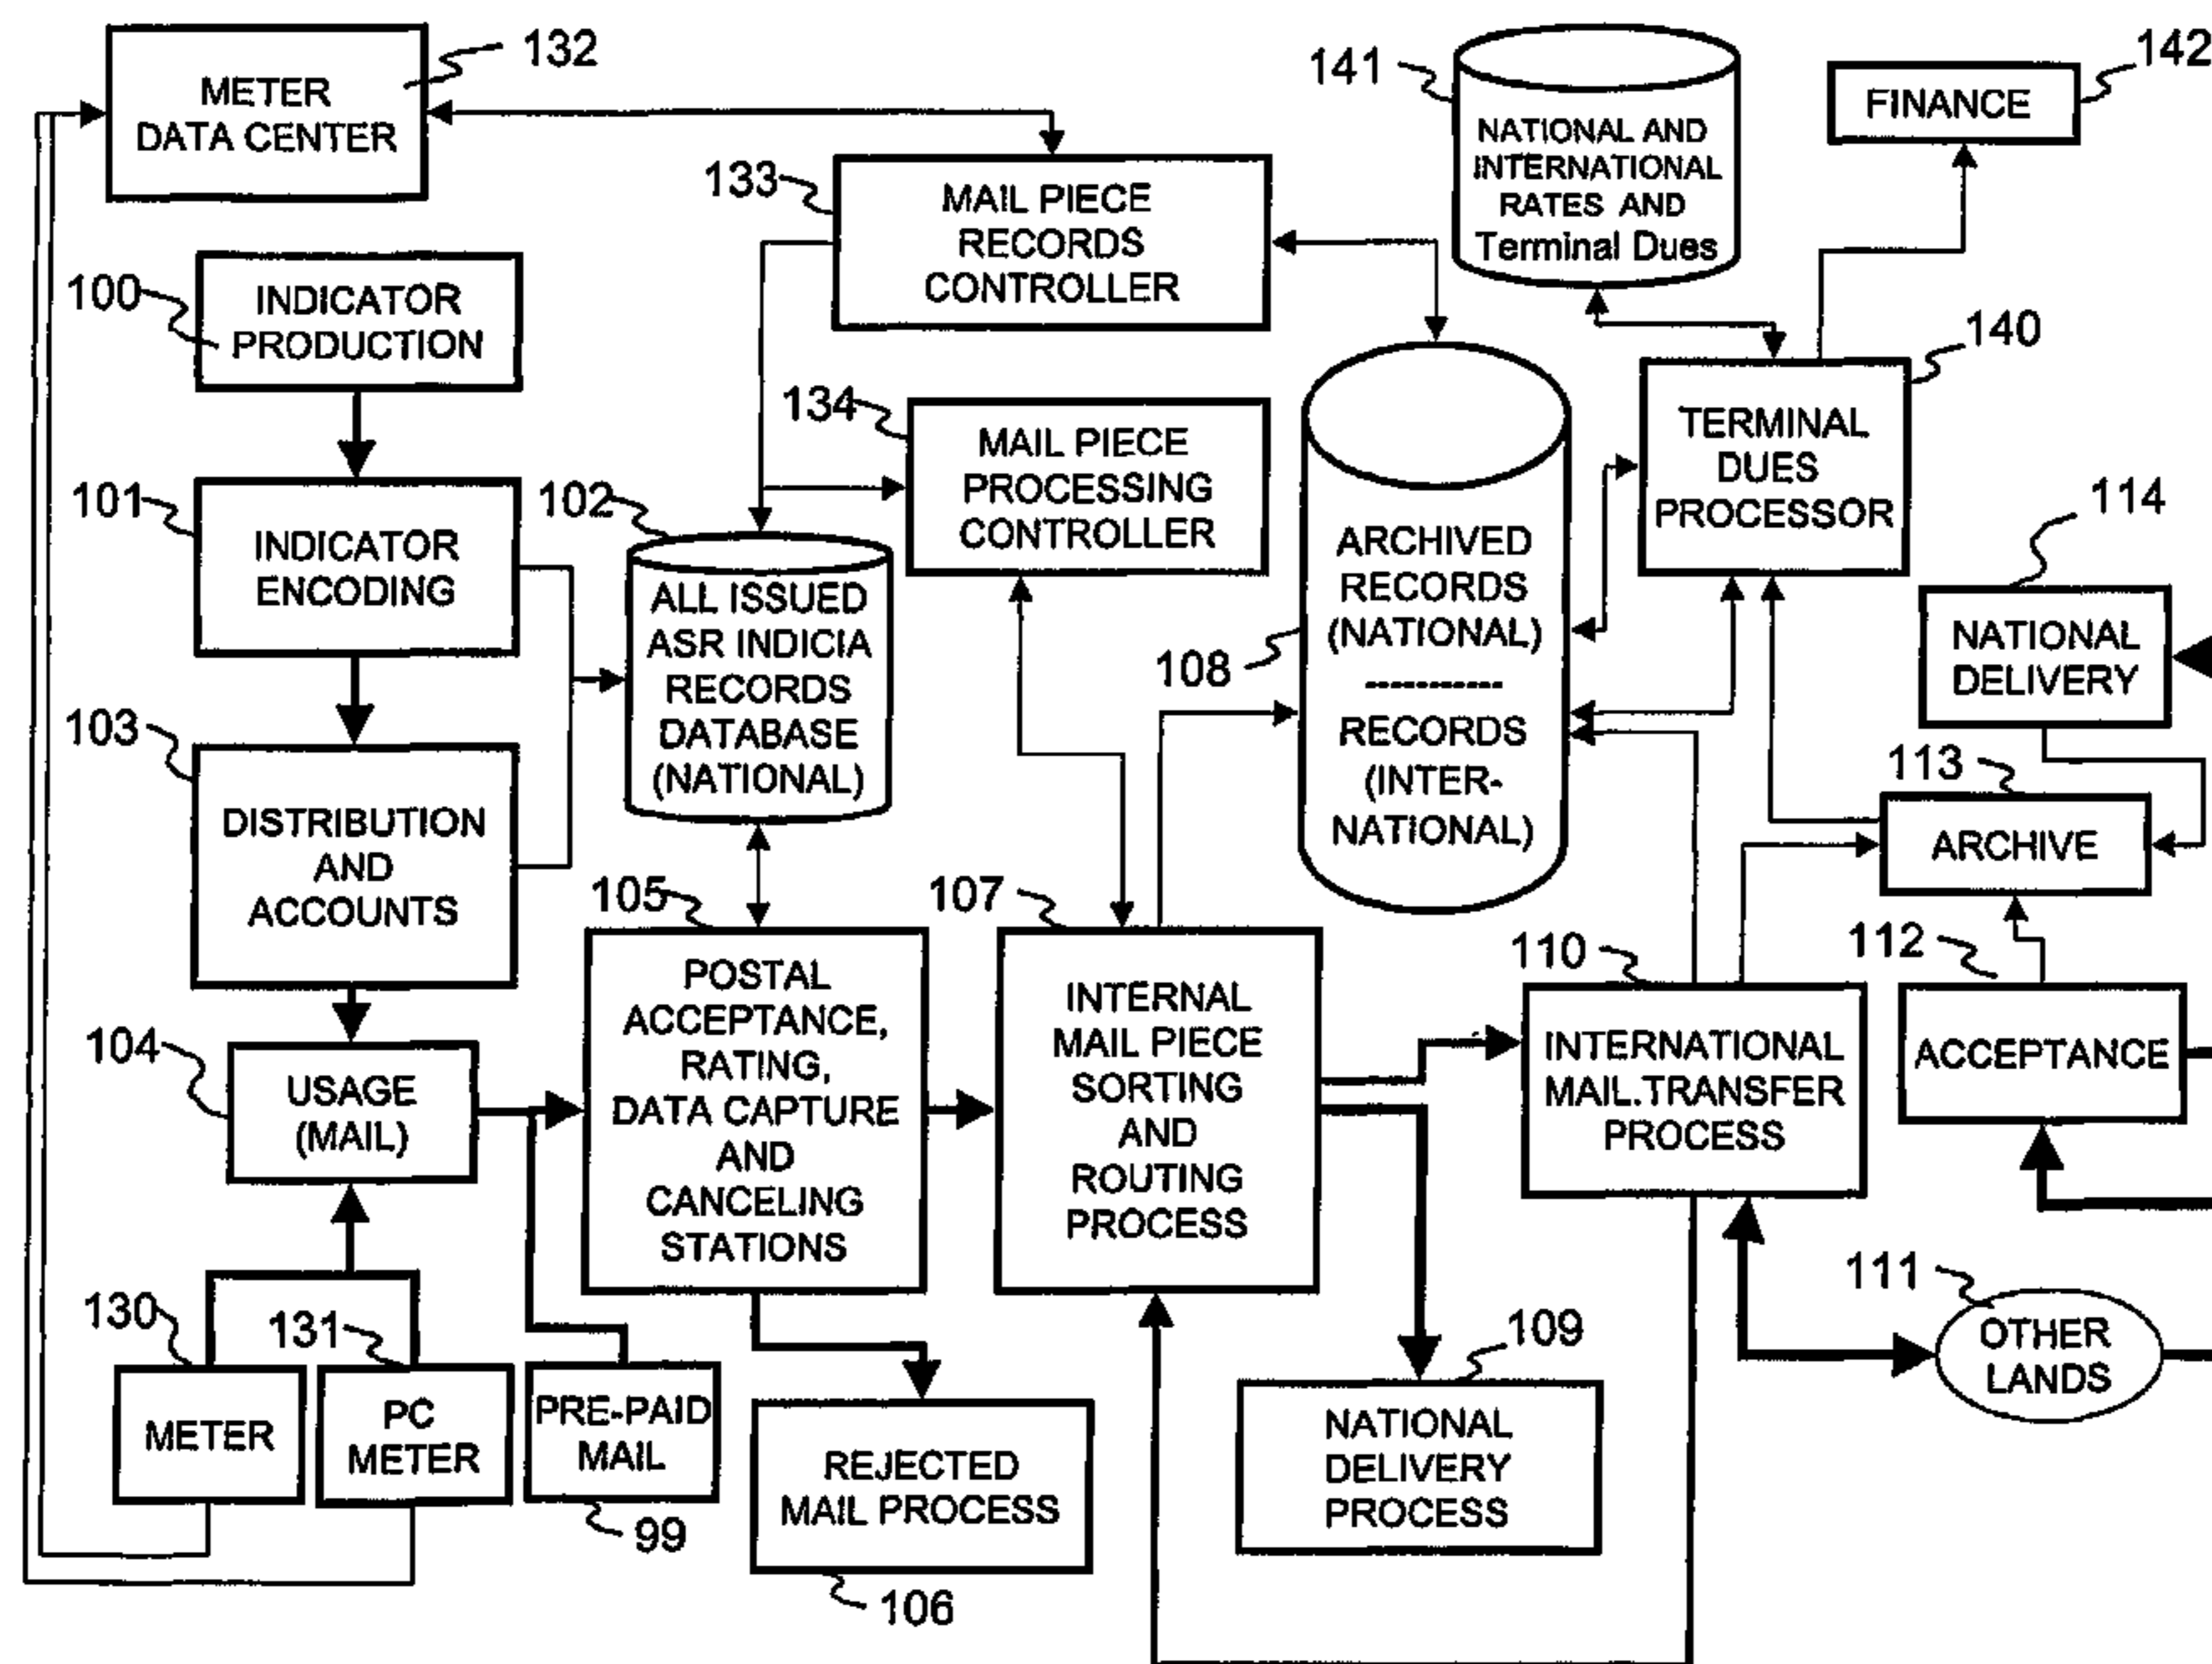 132
METER
DATA CENTER
141
NATIONAL AND
INTERNATIONAL
RATES AND
Terminal Dues
142
FINANCE
133
MAIL PIECE
RECORDS
CONTROLLER
100
INDICATOR
PRODUCTION
140
TERMINAL
DUES
PROCESSOR
134
MAIL PIECE
PROCESSING
CONTROLLER
101
INDICATOR
ENCODING
102
ALL ISSUED
ASR INDICIA
RECORDS
DATABASE
(NATIONAL)
108
ARCHIVED
RECORDS
(NATIONAL)
-----------
RECORDS
(INTER-
NATIONAL)
114
NATIONAL
DELIVERY
103
DISTRIBUTION
AND
ACCOUNTS
113
ARCHIVE
105
POSTAL
ACCEPTANCE,
RATING,
DATA CAPTURE
AND
CANCELING
STATIONS
107
INTERNAL
MAIL PIECE
SORTING
AND
ROUTING
PROCESS
110
INTERNATIONAL
MAIL.TRANSFER
PROCESS
112
ACCEPTANCE
104
USAGE
(MAIL)
111
OTHER
LANDS
130
METER
131
PC
METER
PRE-PAID
MAIL
99
REJECTED
MAIL PROCESS
106
109
NATIONAL
DELIVERY
PROCESS